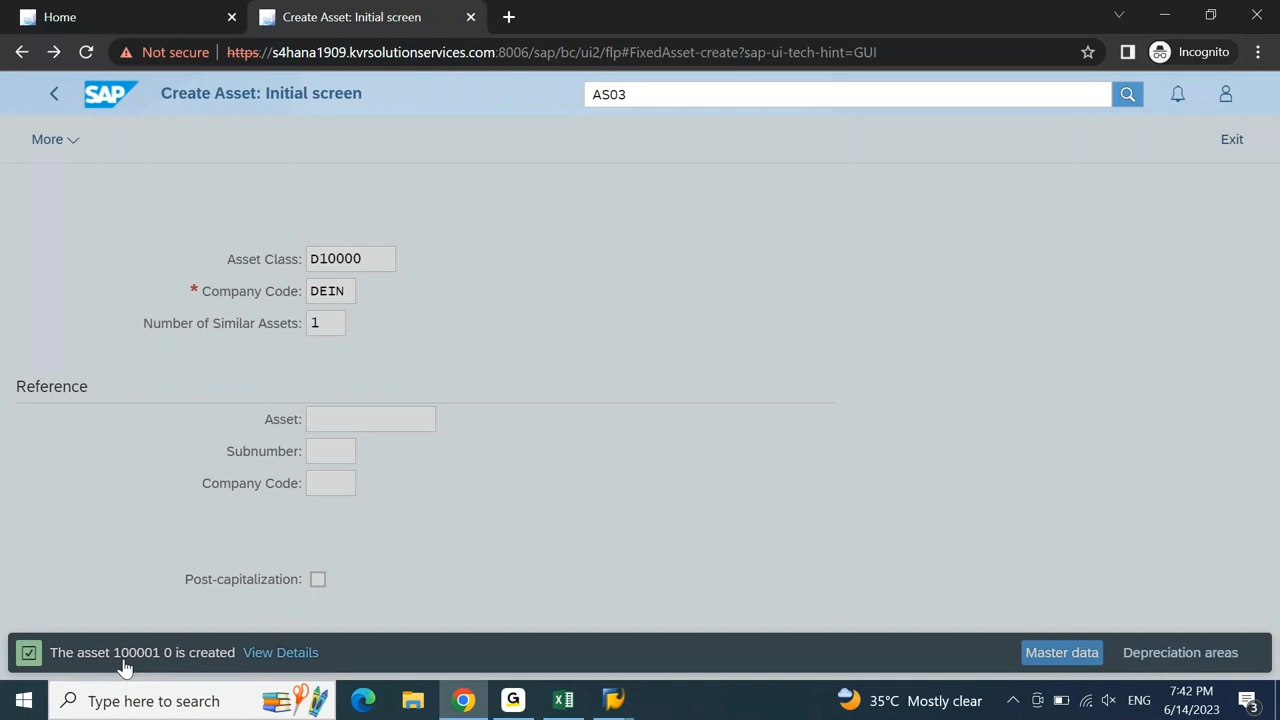 Home
Create Asset: Initial screen
Not secure https://s4hana1909.kvrsolutionservices.com:8006/sap/bc/ui2/flp#FixedAsset-create?sap-ui-tech-hint=GUI Incognito
SAP Create Asset: Initial screen AS03
More Exit
Asset Class: D10000
* Company Code: DEIN
Number of Similar Assets: 1
Reference
Asset:
Subnumber:
Company Code:
Post-capitalization:
The asset 100001 0 is created View Details Master data Depreciation areas
Type here to search 35°C Mostly clear ENG 7:42 PM
6/14/2023 3